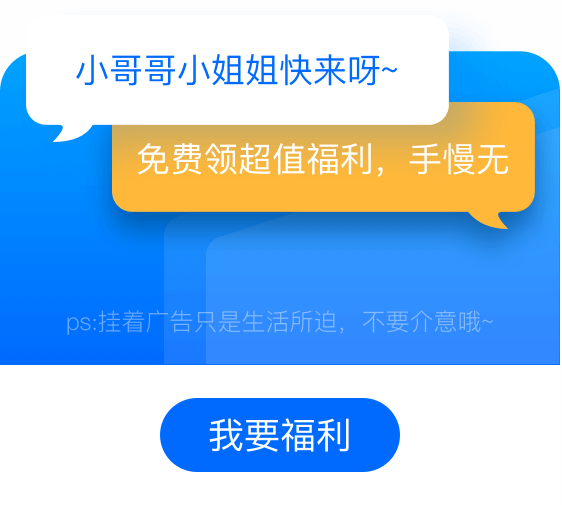 小哥哥小姐姐快来呀~
免费领超值福利，手慢无
ps:挂着广告只是生活所迫，不要介意哦~
我要福利